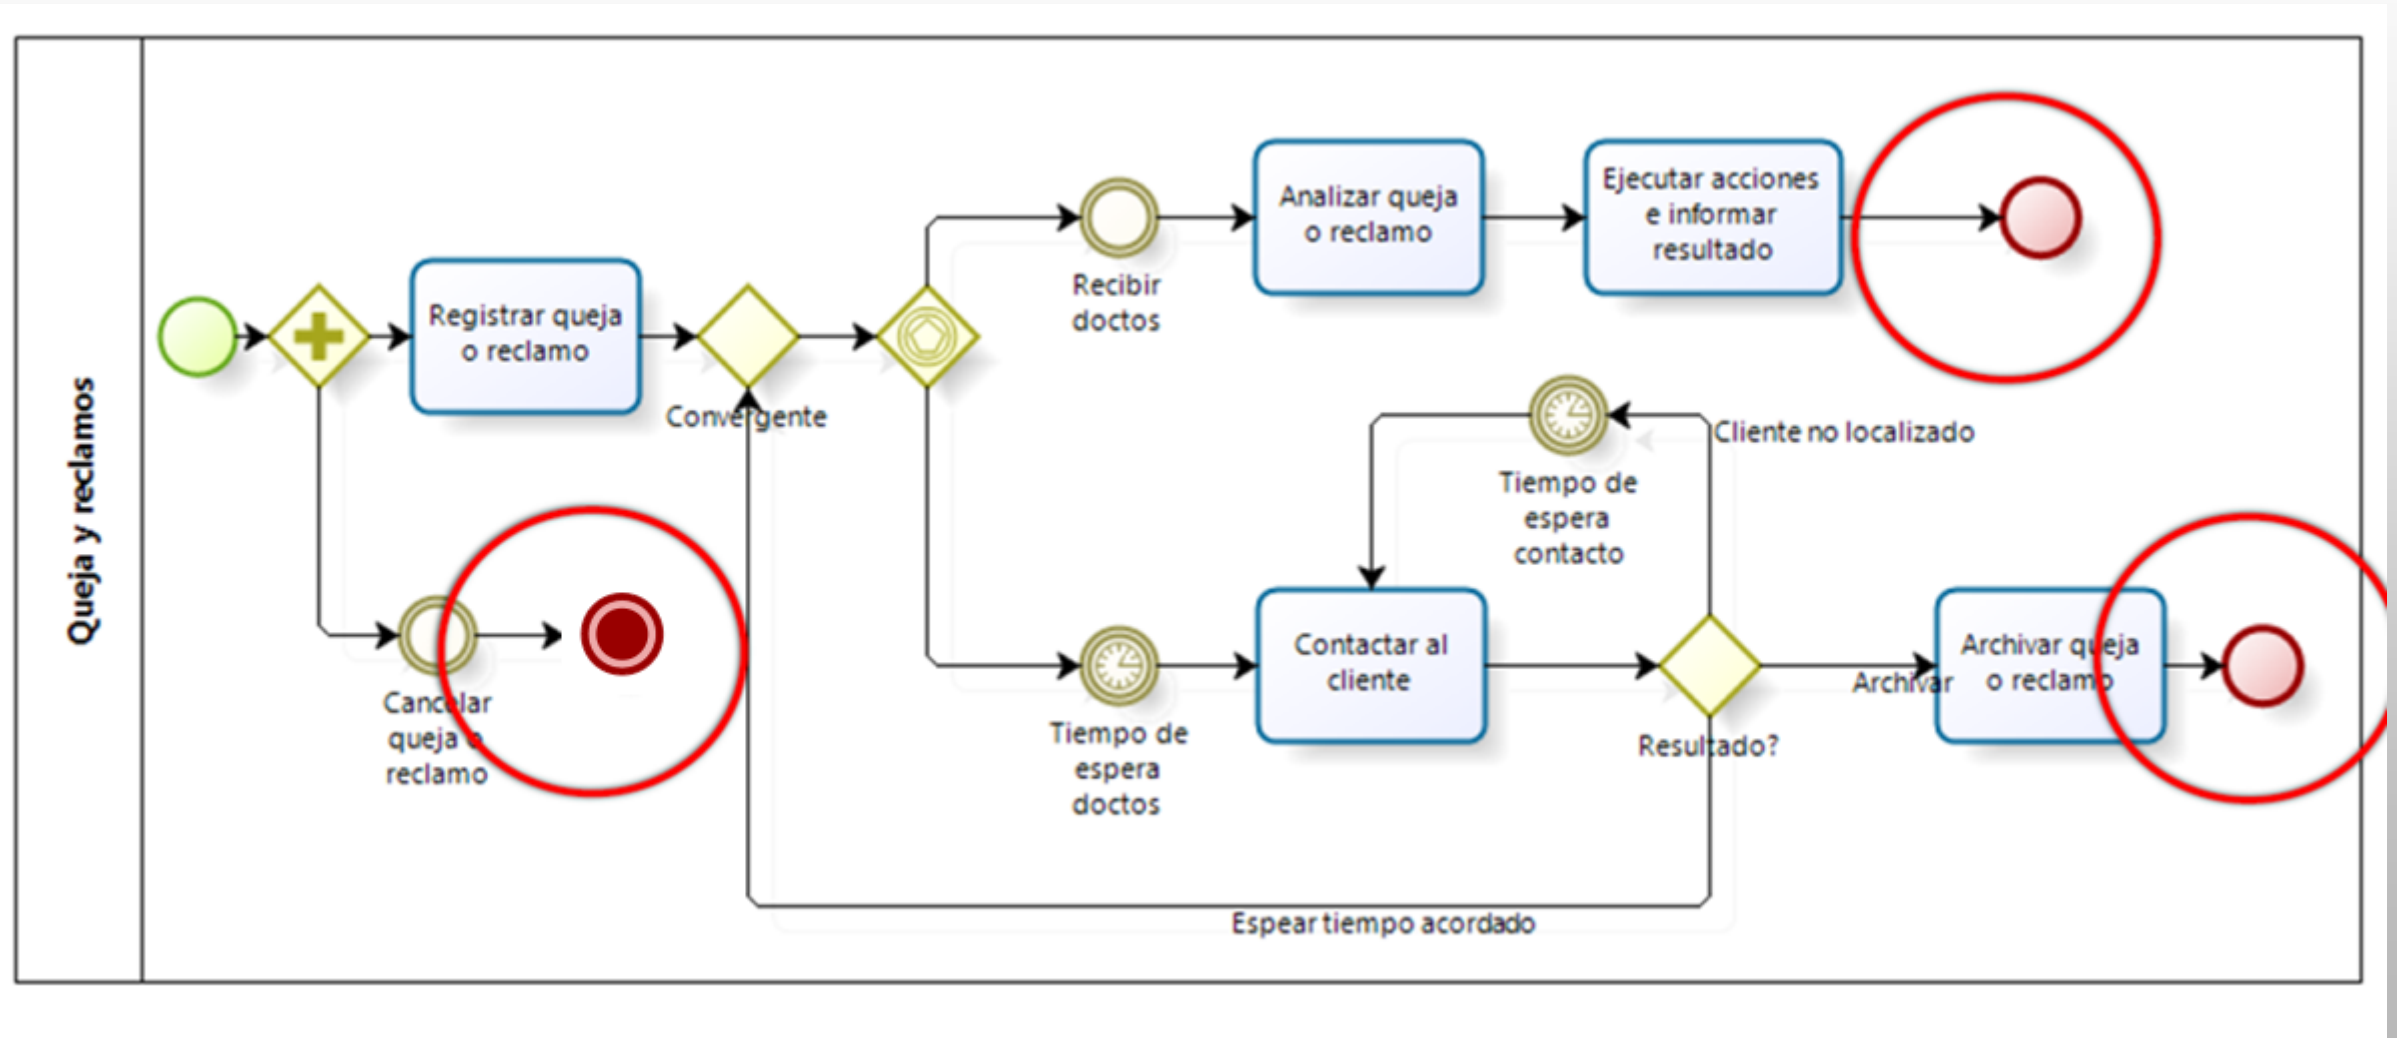 Queja y reclamos
Registrar queja
o reclamo
Convergente
Cancelar
queja o
reclamo
Recibir
doctos
Analizar queja
o reclamo
Ejecutar acciones
e informar
resultado
Cliente no localizado
Tiempo de
espera
contacto
Tiempo de
espera
doctos
Contactar al
cliente
Resultado?
Archivar
Archivar queja
o reclamo
Espear tiempo acordado